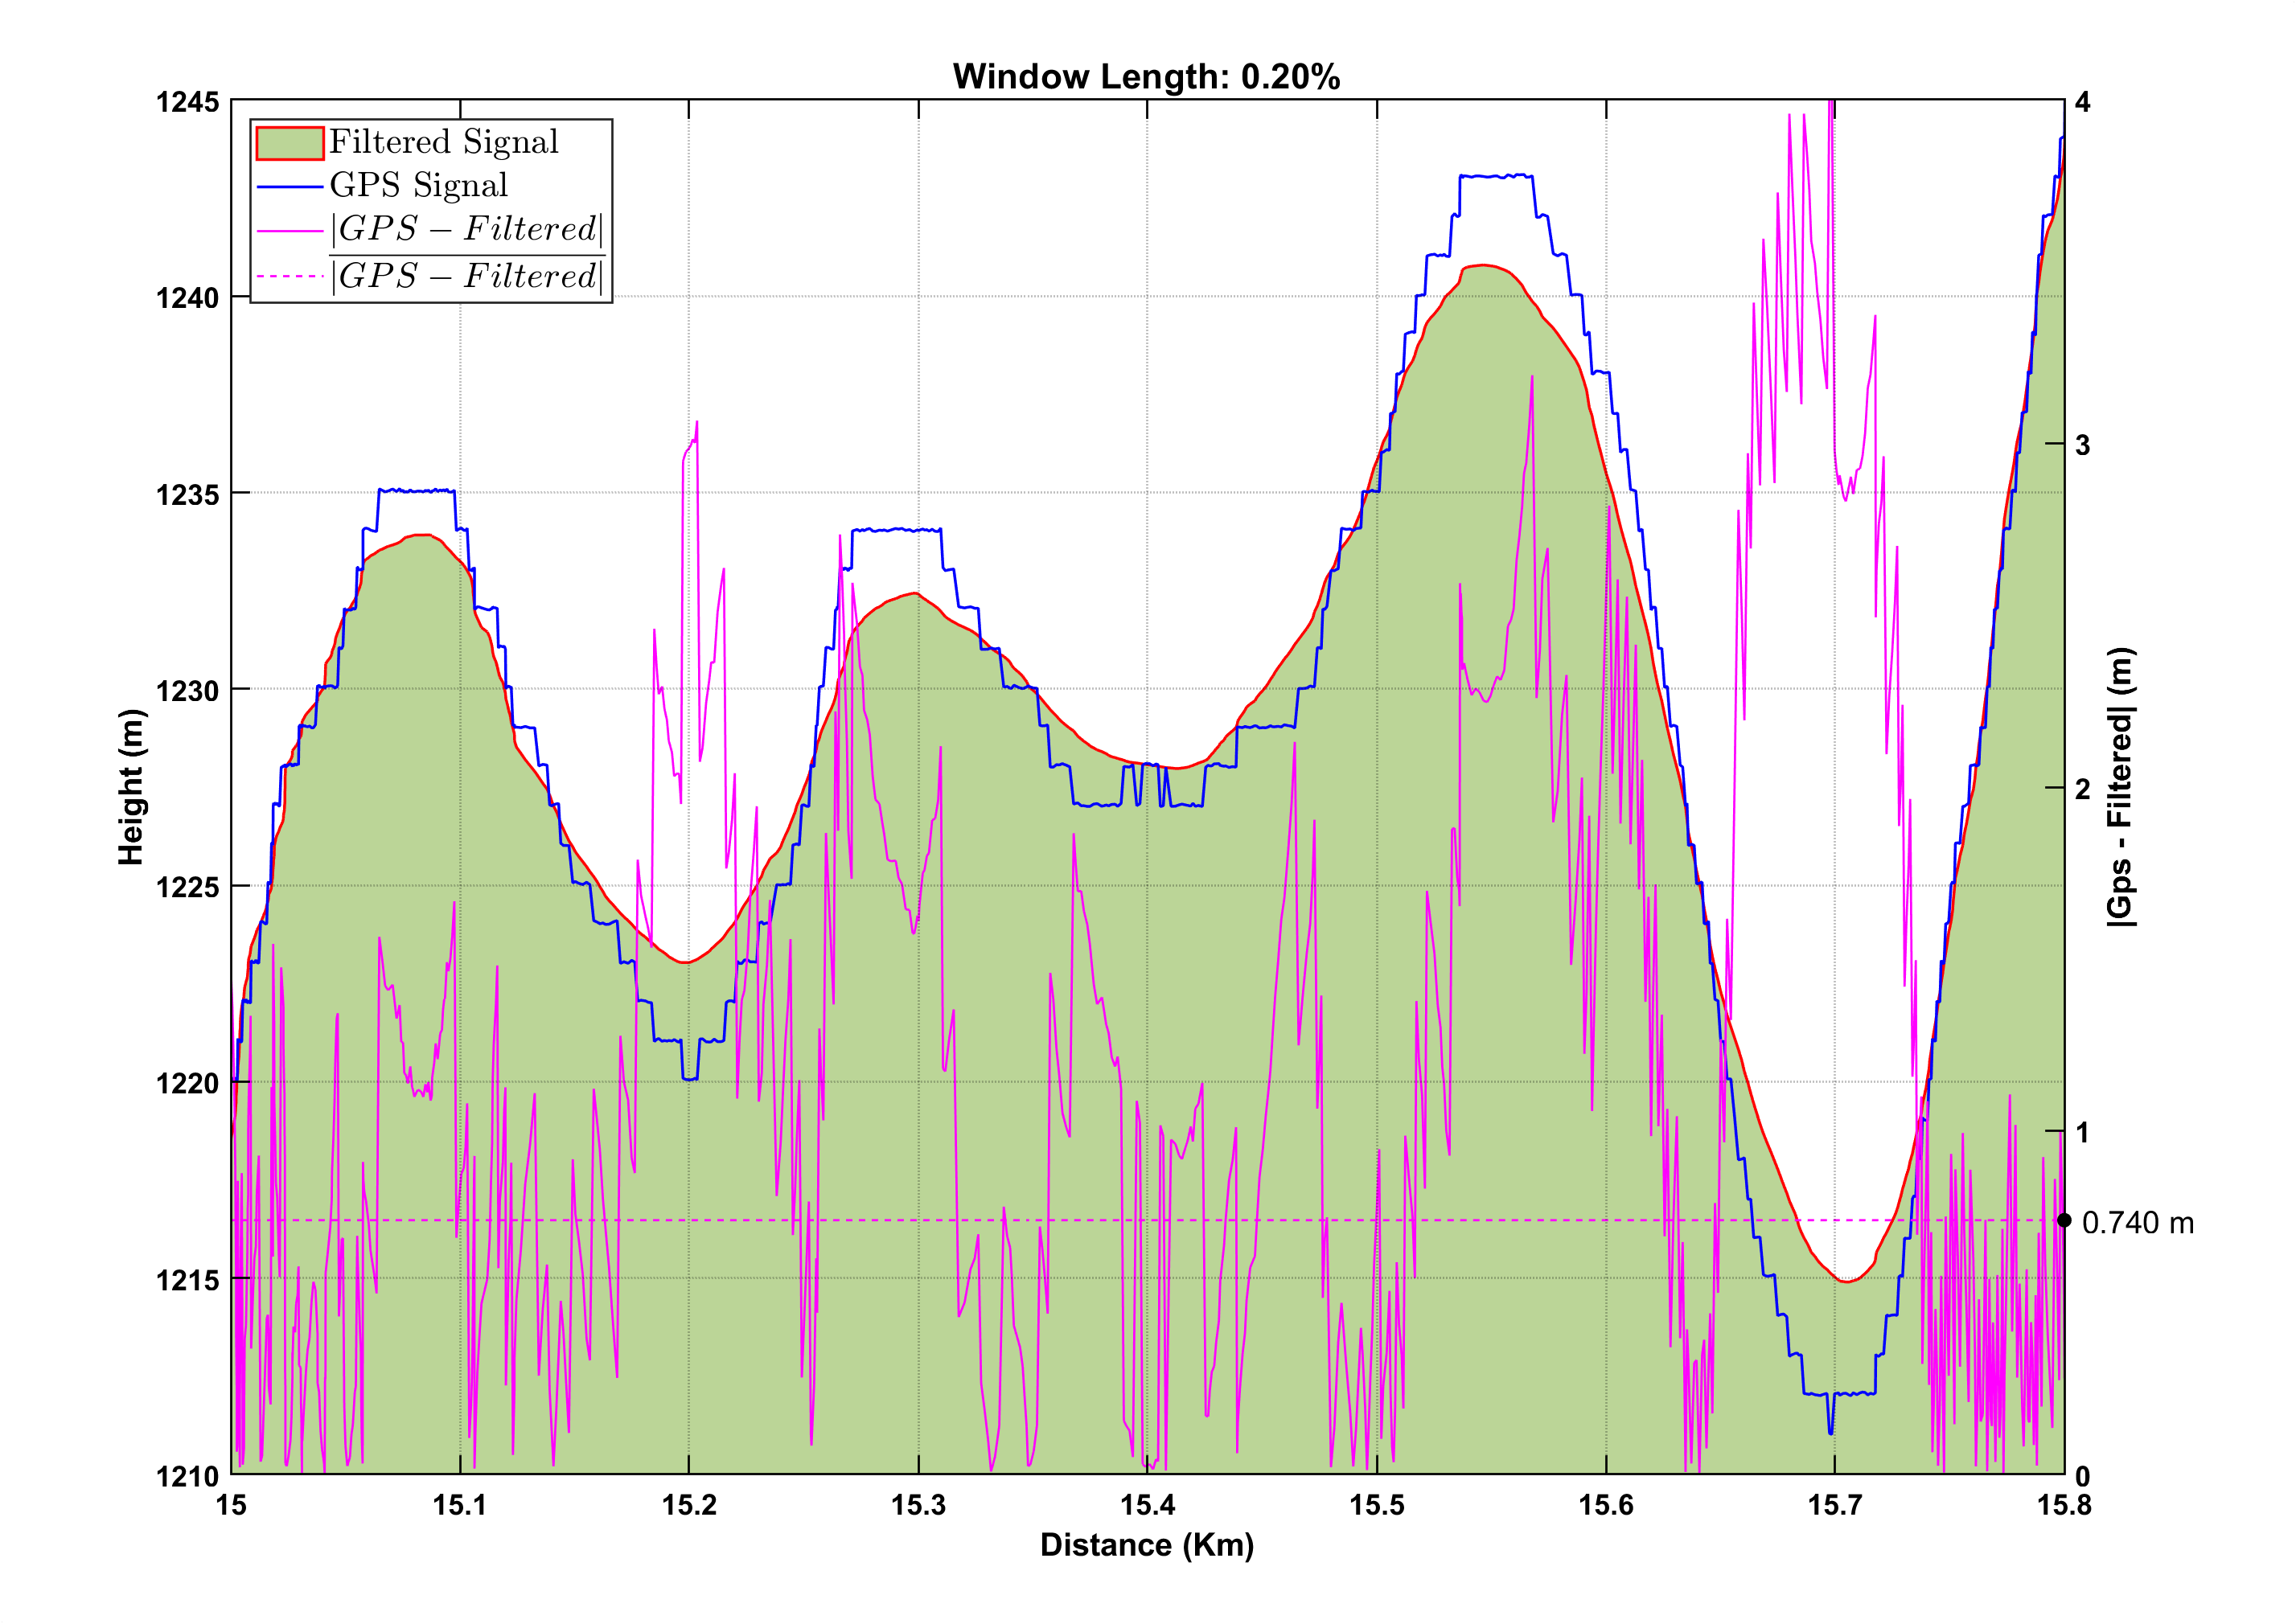 Window Length: 0.20%
Filtered Signal
GPS Signal
|GPS − Filtered|
|GPS − Filtered|
1245
1240
1235
1230
1225
1220
1215
1210
Height (m)
4
3
2
1
0
0.740 m
|Gps - Filtered| (m)
15 15.1 15.2 15.3 15.4 15.5 15.6 15.7 15.8
Distance (Km)